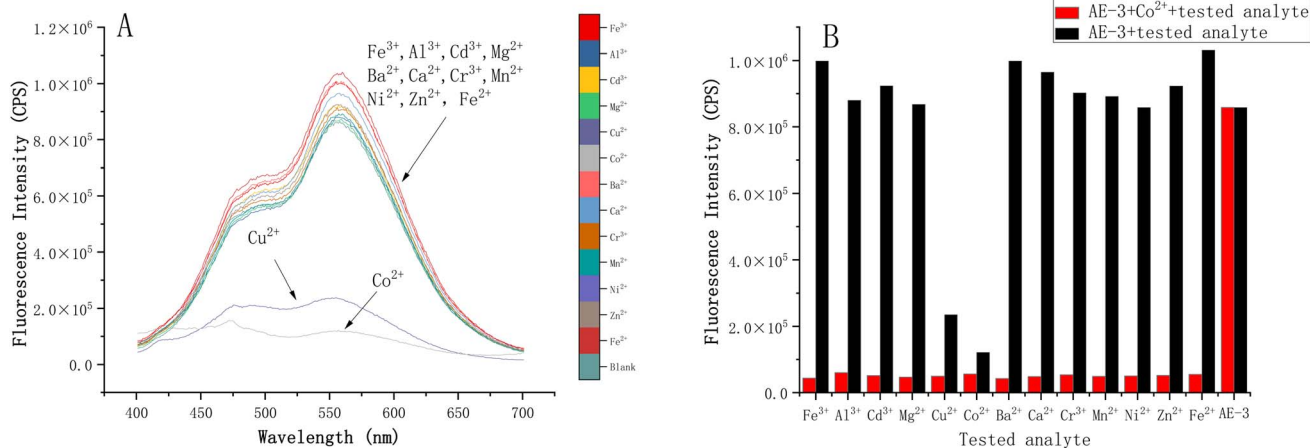 A
1.2×10⁶
1.0×10⁶
8.0×10⁵
6.0×10⁵
4.0×10⁵
2.0×10⁵
0.0
Fluorescence Intensity (CPS)
400 450 500 550 600 650 700
Wavelength (nm)
Fe³⁺,Al³⁺,Cd³⁺,Mg²⁺
Ba²⁺,Ca²⁺,Cr³⁺,Mn²⁺
Ni²⁺,Zn²⁺, Fe²⁺
Cu²⁺
Co²⁺
Fe³⁺
Al³⁺
Cd³⁺
Mg²⁺
Cu²⁺
Co²⁺
Ba²⁺
Ca²⁺
Cr³⁺
Mn²⁺
Ni²⁺
Zn²⁺
Fe²⁺
Blank
B
AE-3+Co²⁺+tested analyte
AE-3+tested analyte
1.0×10⁶
8.0×10⁵
6.0×10⁵
4.0×10⁵
2.0×10⁵
0.0
Fluorescence Intensity (CPS)
Fe³⁺ Al³⁺ Cd³⁺ Mg²⁺ Cu²⁺ Co²⁺ Ba²⁺ Ca²⁺ Cr³⁺ Mn²⁺ Ni²⁺ Zn²⁺ Fe²⁺ AE-3
Tested analyte